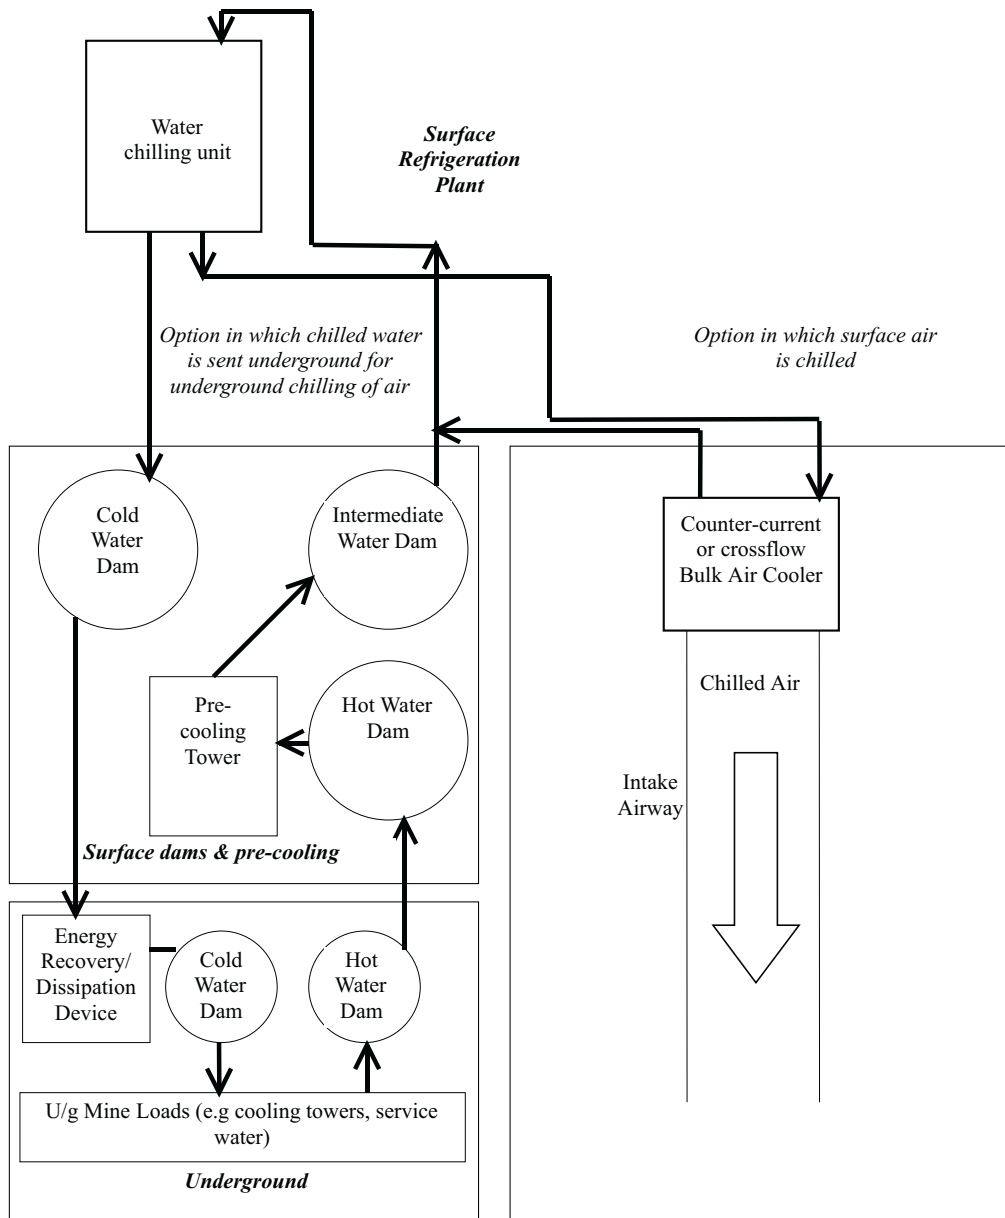 Water
chilling unit
Surface
Refrigeration
Plant
Option in which chilled water
is sent underground for
underground chilling of air
Option in which surface air
is chilled
Cold
Water
Dam
Intermediate
Water Dam
Counter-current
or crossflow
Bulk Air Cooler
Pre-
cooling
Tower
Hot Water
Dam
Chilled Air
Intake
Airway
Surface dams & pre-cooling
Energy
Recovery/
Dissipation
Device
Cold
Water
Dam
Hot
Water
Dam
U/g Mine Loads (e.g cooling towers, service
water)
Underground